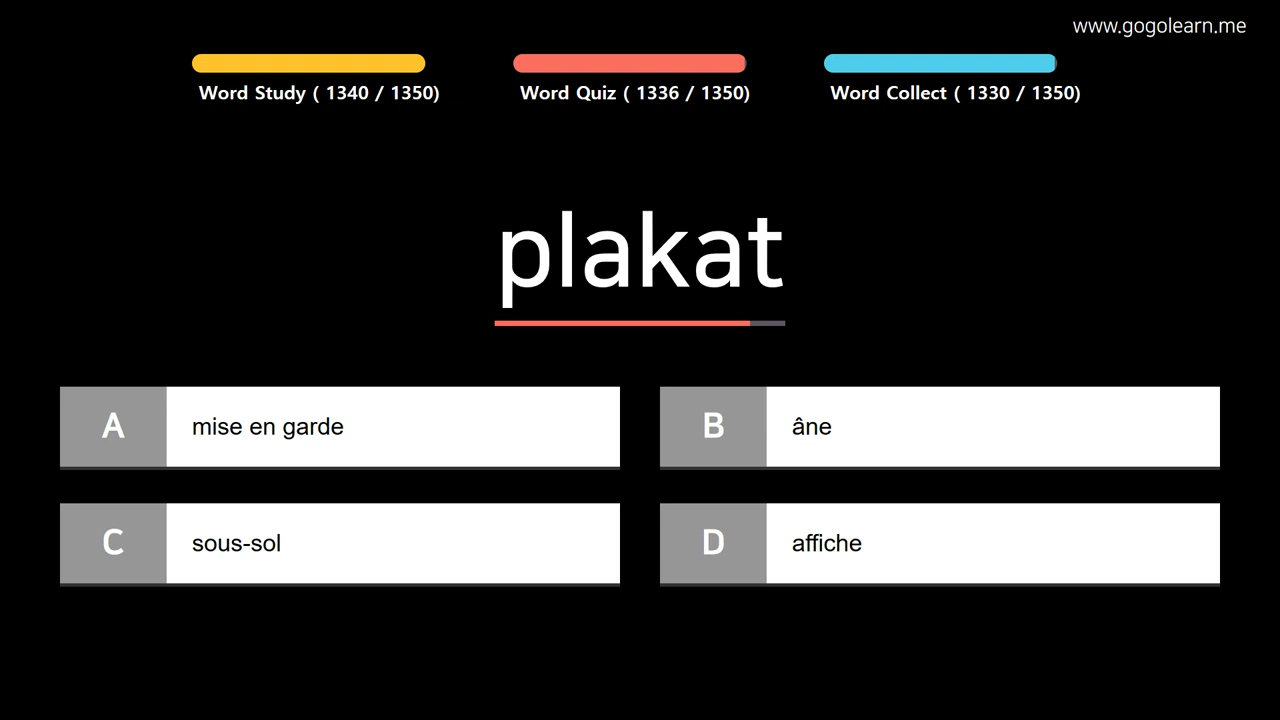 www.gogolearn.me
Word Study ( 1340 / 1350)
Word Quiz ( 1336 / 1350)
Word Collect ( 1330 / 1350)
plakat
A mise en garde
B âne
C sous-sol
D affiche